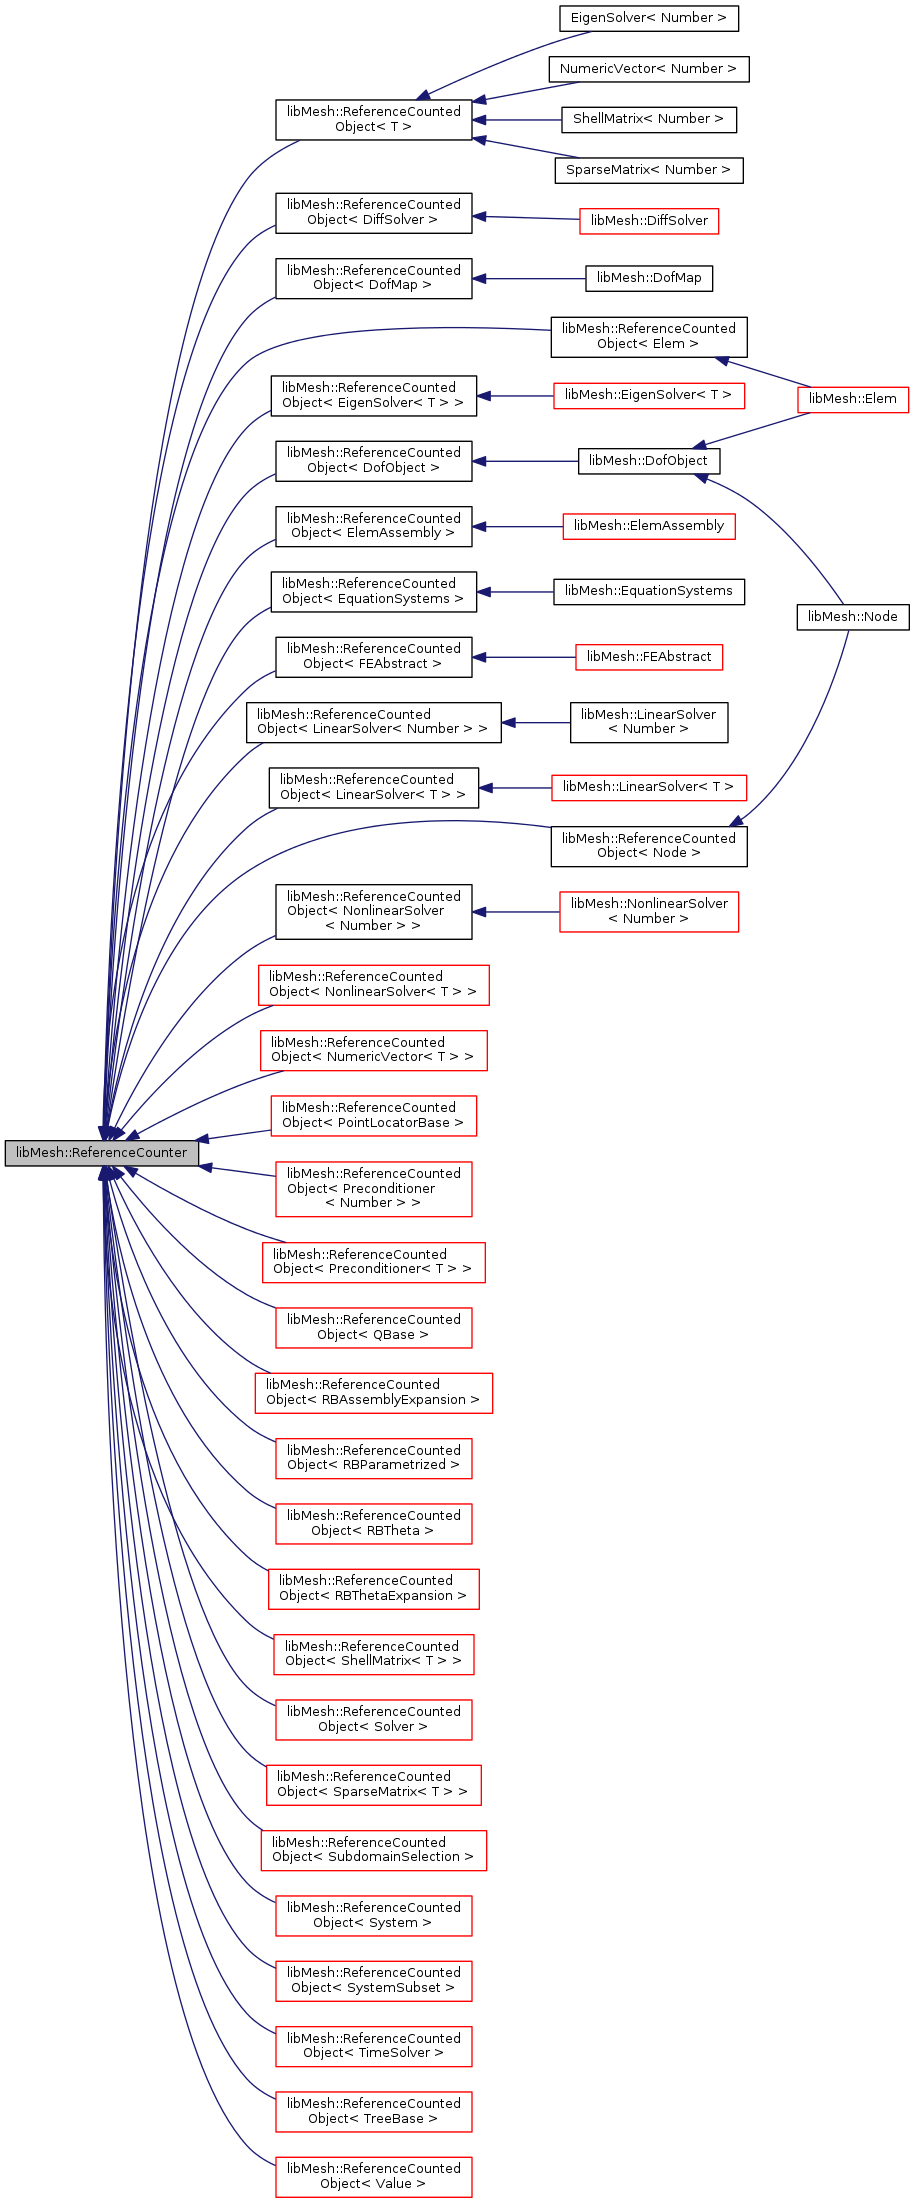 EigenSolver< Number >
NumericVector< Number >
libMesh::ReferenceCounted
Object< T >
ShellMatrix< Number >
SparseMatrix< Number >
libMesh::ReferenceCounted
Object< DiffSolver >
libMesh::DiffSolver
libMesh::ReferenceCounted
Object< DofMap >
libMesh::DofMap
libMesh::ReferenceCounted
Object< Elem >
libMesh::ReferenceCounted
Object< EigenSolver< T > >
libMesh::EigenSolver< T >
libMesh::Elem
libMesh::ReferenceCounted
Object< DofObject >
libMesh::DofObject
libMesh::ReferenceCounted
Object< ElemAssembly >
libMesh::ElemAssembly
libMesh::ReferenceCounted
Object< EquationSystems >
libMesh::EquationSystems
libMesh::Node
libMesh::ReferenceCounted
Object< FEAbstract >
libMesh::FEAbstract
libMesh::ReferenceCounted
Object< LinearSolver< Number > >
libMesh::LinearSolver
< Number >
libMesh::ReferenceCounted
Object< LinearSolver< T > >
libMesh::LinearSolver< T >
libMesh::ReferenceCounted
Object< Node >
libMesh::ReferenceCounted
Object< NonlinearSolver
< Number > >
libMesh::NonlinearSolver
< Number >
libMesh::ReferenceCounted
Object< NonlinearSolver< T > >
libMesh::ReferenceCounted
Object< NumericVector< T > >
libMesh::ReferenceCounted
Object< PointLocatorBase >
libMesh::ReferenceCounter
libMesh::ReferenceCounted
Object< Preconditioner
< Number > >
libMesh::ReferenceCounted
Object< Preconditioner< T > >
libMesh::ReferenceCounted
Object< QBase >
libMesh::ReferenceCounted
Object< RBAssemblyExpansion >
libMesh::ReferenceCounted
Object< RBParametrized >
libMesh::ReferenceCounted
Object< RBTheta >
libMesh::ReferenceCounted
Object< RBThetaExpansion >
libMesh::ReferenceCounted
Object< ShellMatrix< T > >
libMesh::ReferenceCounted
Object< Solver >
libMesh::ReferenceCounted
Object< SparseMatrix< T > >
libMesh::ReferenceCounted
Object< SubdomainSelection >
libMesh::ReferenceCounted
Object< System >
libMesh::ReferenceCounted
Object< SystemSubset >
libMesh::ReferenceCounted
Object< TimeSolver >
libMesh::ReferenceCounted
Object< TreeBase >
libMesh::ReferenceCounted
Object< Value >